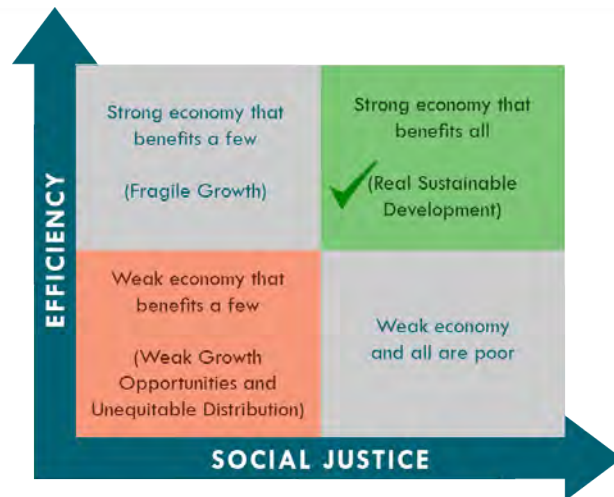 EFFICIENCY
Strong economy that
benefits a few
(Fragile Growth)
Strong economy that
benefits all
(Real Sustainable
Development)
Weak economy that
benefits a few
(Weak Growth
Opportunities and
Unequitable Distribution)
Weak economy
and all are poor
SOCIAL JUSTICE